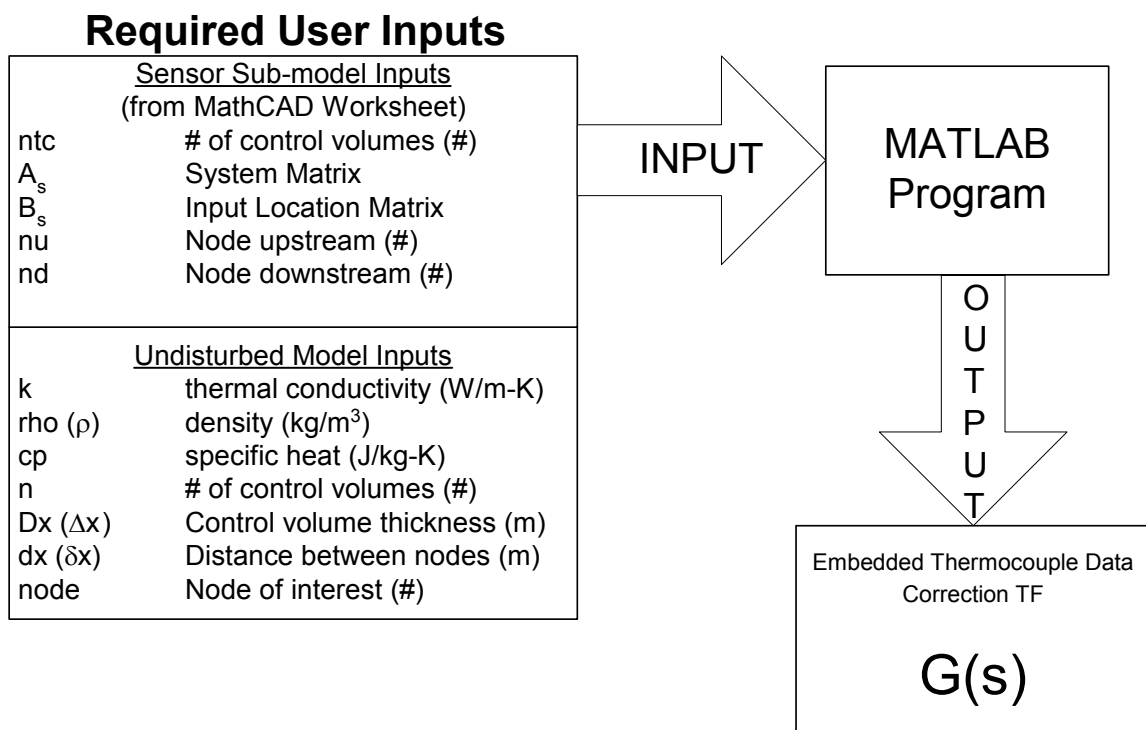 Required User Inputs
Sensor Sub-model Inputs
(from MathCAD Worksheet)
ntc # of control volumes (#)
As System Matrix
Bs Input Location Matrix
nu Node upstream (#)
nd Node downstream (#)
Undisturbed Model Inputs
k thermal conductivity (W/m-K)
rho (ρ) density (kg/m³)
cp specific heat (J/kg-K)
n # of control volumes (#)
Dx (Δx) Control volume thickness (m)
dx (δx) Distance between nodes (m)
node Node of interest (#)
INPUT
MATLAB
Program
OUTPUT
Embedded Thermocouple Data
Correction TF
G(s)